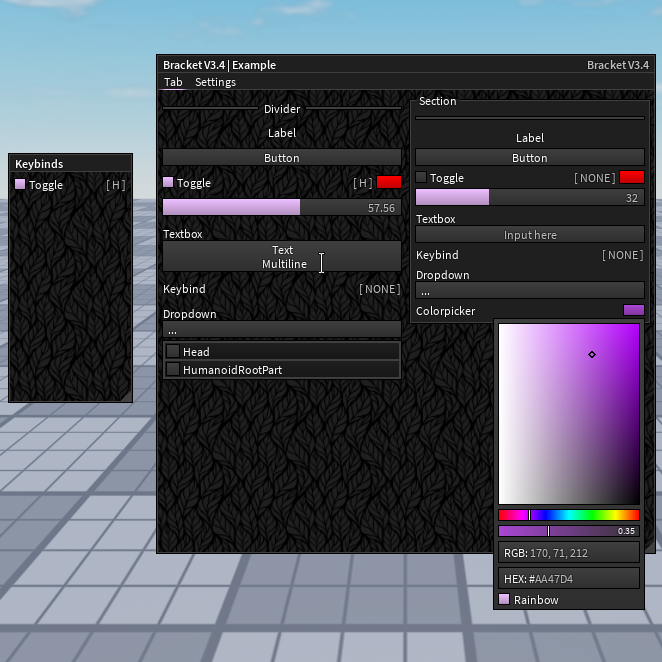 Bracket V3.4 | Example
Bracket V3.4
Tab
Settings
Keybinds
Toggle
[ H ]
Divider
Label
Button
Toggle
[ H ]
57.56
Textbox
Text
Multiline
Keybind
[ NONE ]
Dropdown
...
Head
HumanoidRootPart
Section
Label
Button
Toggle
[ NONE ]
32
Textbox
Input here
Keybind
[ NONE ]
Dropdown
...
Colorpicker
0.35
RGB: 170, 71, 212
HEX: #AA47D4
Rainbow